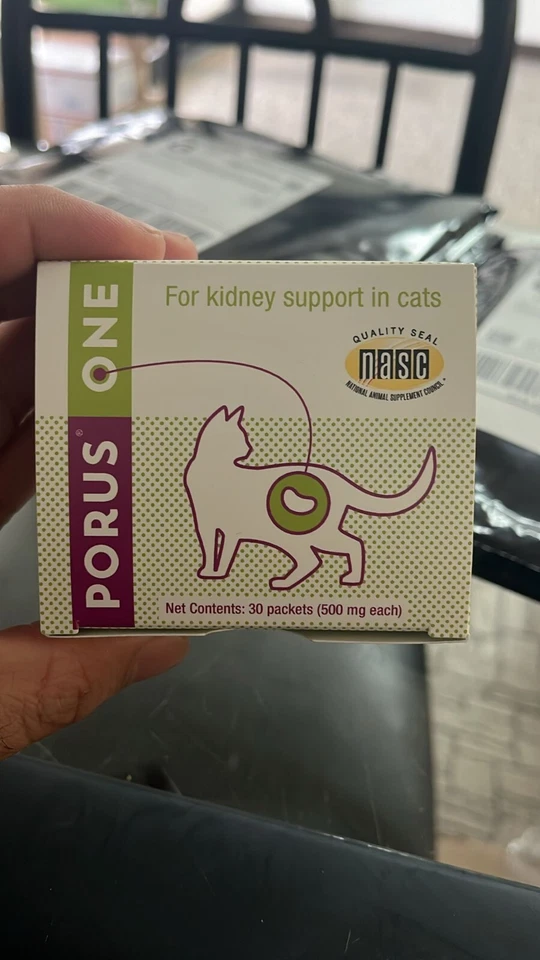 PORUS® ONE
For kidney support in cats
QUALITY SEAL
nasc
NATIONAL ANIMAL SUPPLEMENT COUNCIL
Net Contents: 30 packets (500 mg each)